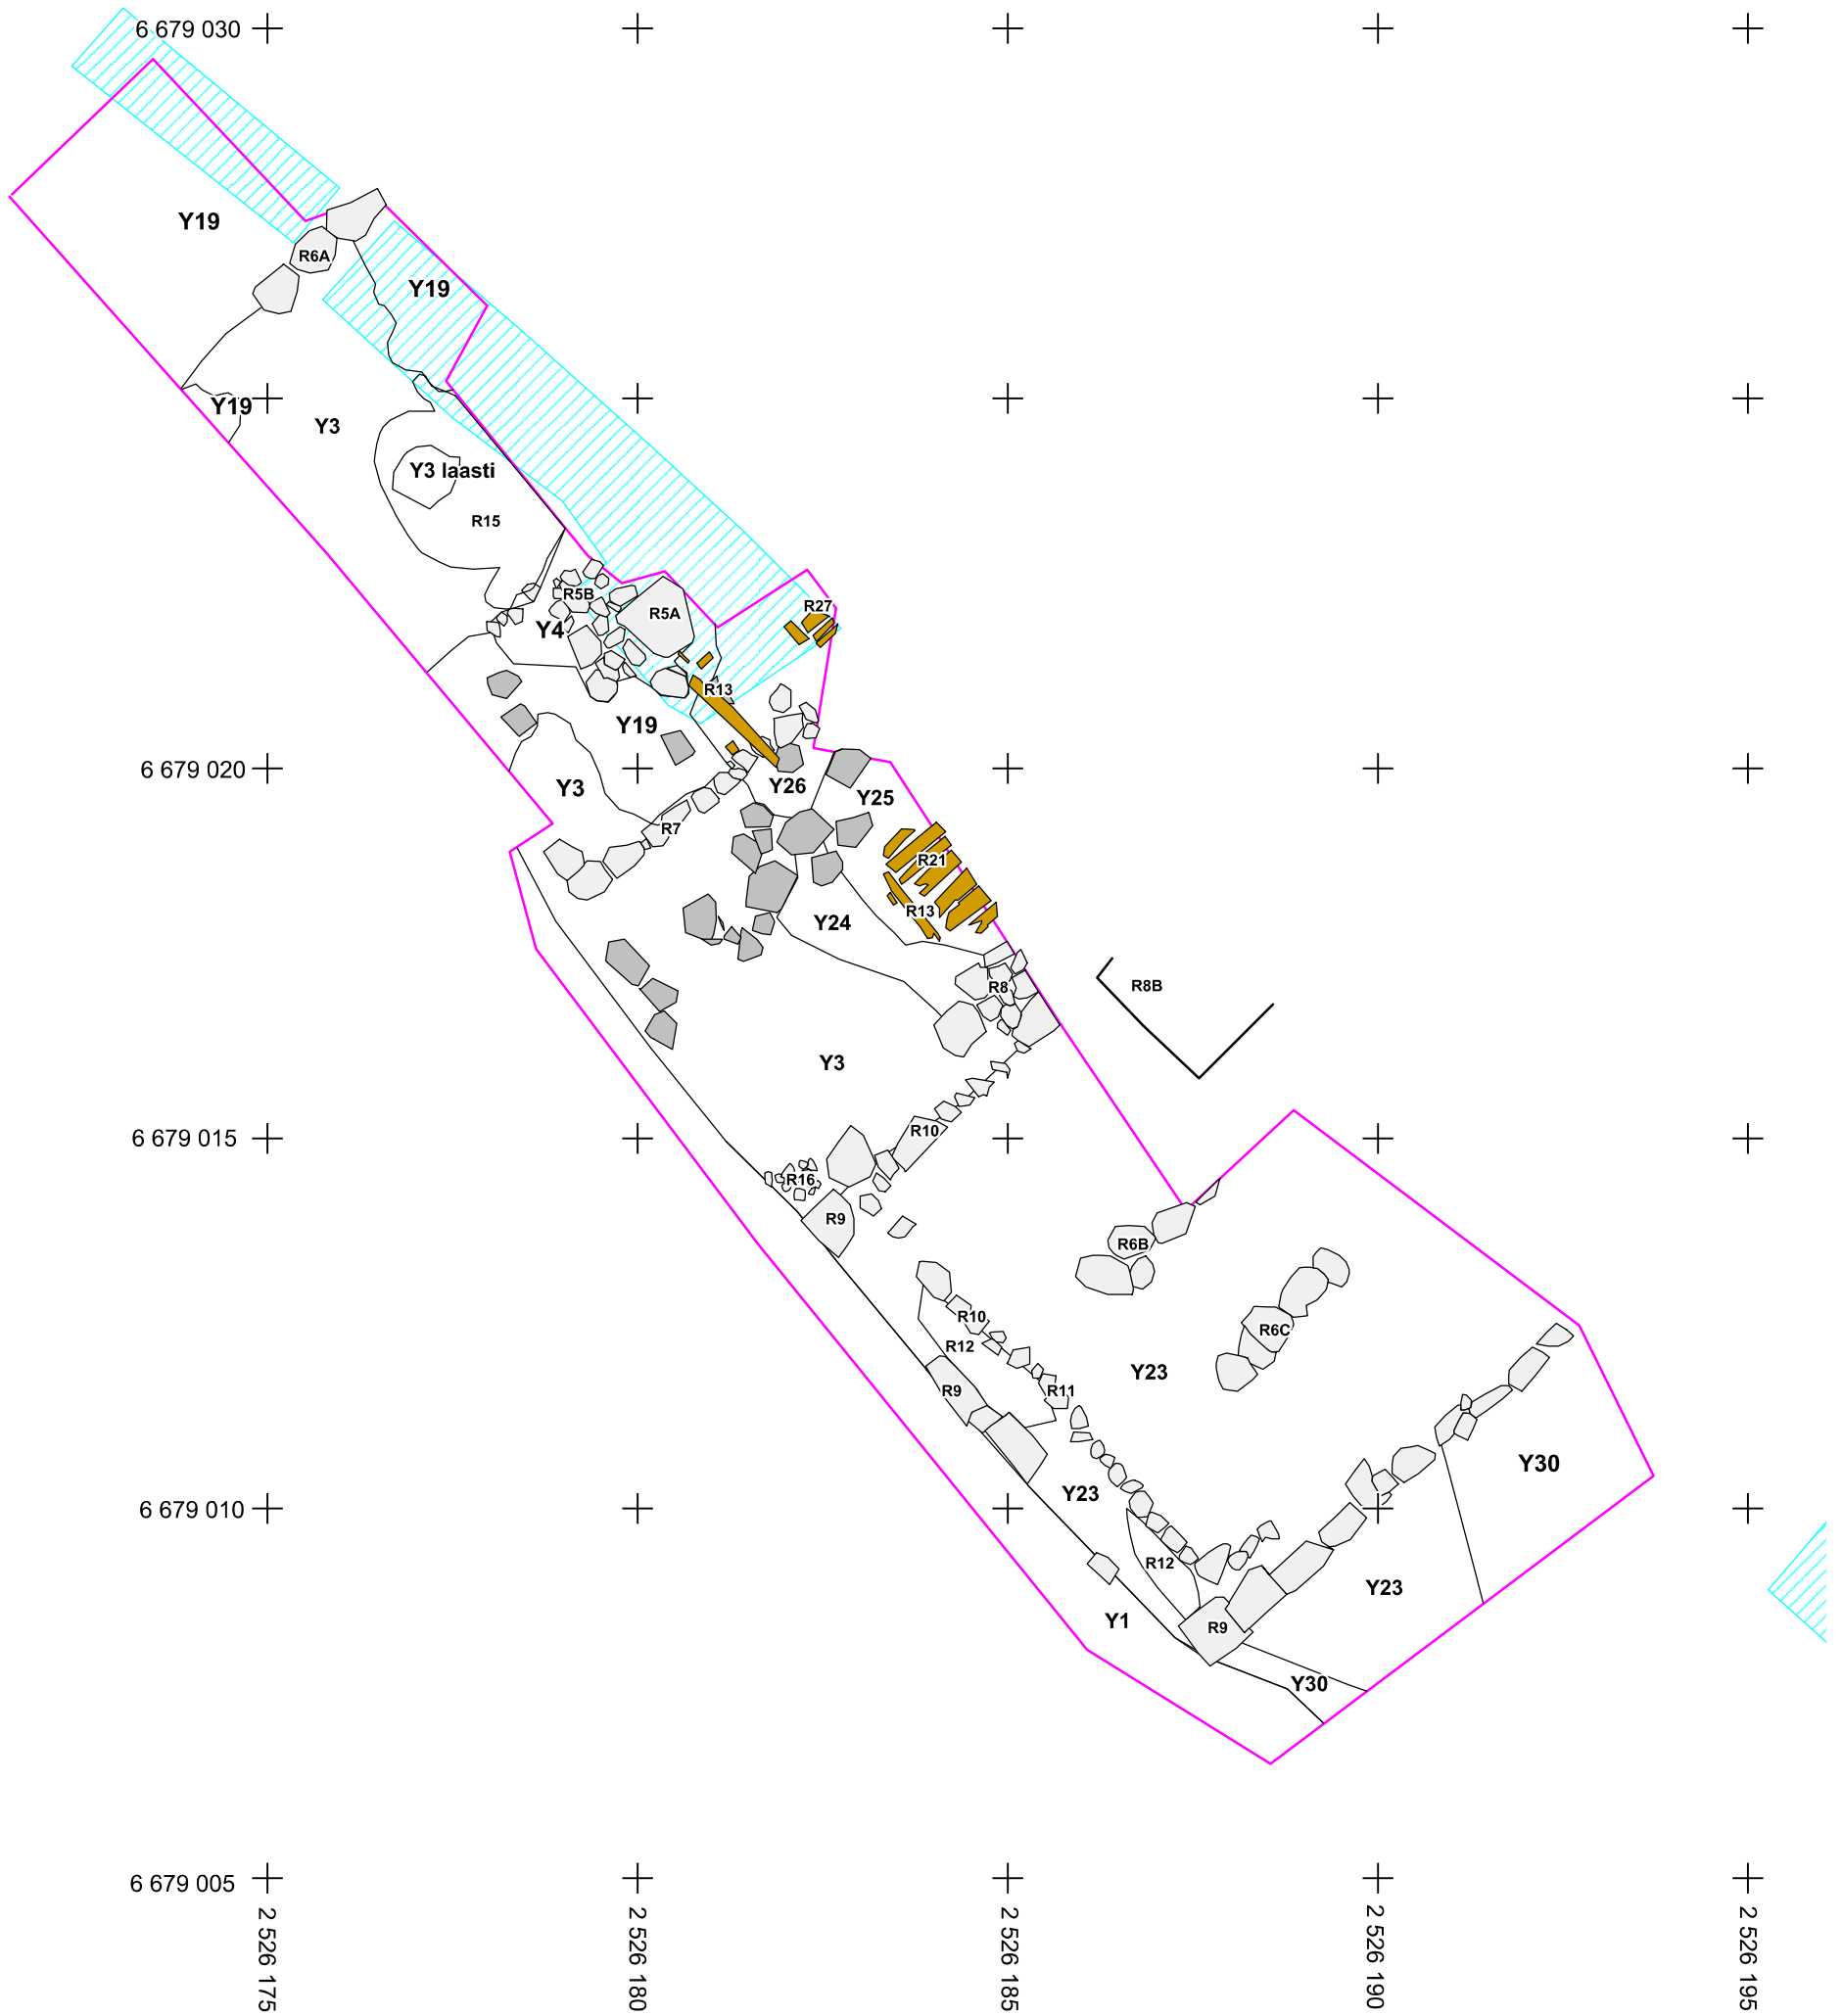 6 679 030
Y19
R6A
Y19
Y19
Y3
Y3 laasti
R15
R5B
R5A
R27
Y4
R13
Y19
6 679 020
Y3
Y26
Y25
R7
R21
R13
Y24
R8
R8B
Y3
6 679 015
R10
R16
R9
R6B
R10
R6C
R12
Y23
R9
R11
Y30
Y23
6 679 010
R12
Y23
Y1
R9
Y30
6 679 005
2 526 175
2 526 180
2 526 185
2 526 190
2 526 195